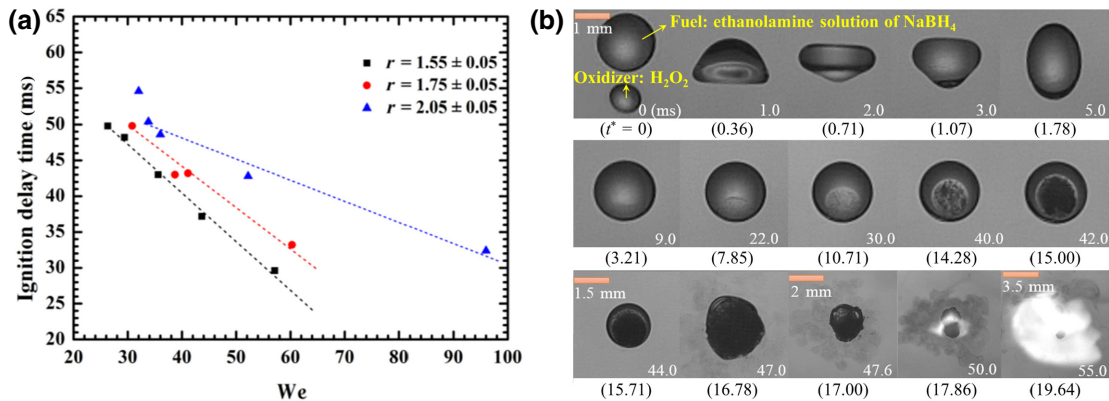 (a)
65
60
55
50
45
40
35
30
25
20
Ignition delay time (ms)
r = 1.55 ± 0.05
r = 1.75 ± 0.05
r = 2.05 ± 0.05
20 30 40 50 60 70 80 90 100
We
(b)
1 mm
Fuel: ethanolamine solution of NaBH₄
Oxidizer: H₂O₂
0 (ms) 1.0 2.0 3.0 5.0
(t* = 0) (0.36) (0.71) (1.07) (1.78)
9.0 22.0 30.0 40.0 42.0
(3.21) (7.85) (10.71) (14.28) (15.00)
1.5 mm 2 mm 3.5 mm
44.0 47.0 47.6 50.0 55.0
(15.71) (16.78) (17.00) (17.86) (19.64)